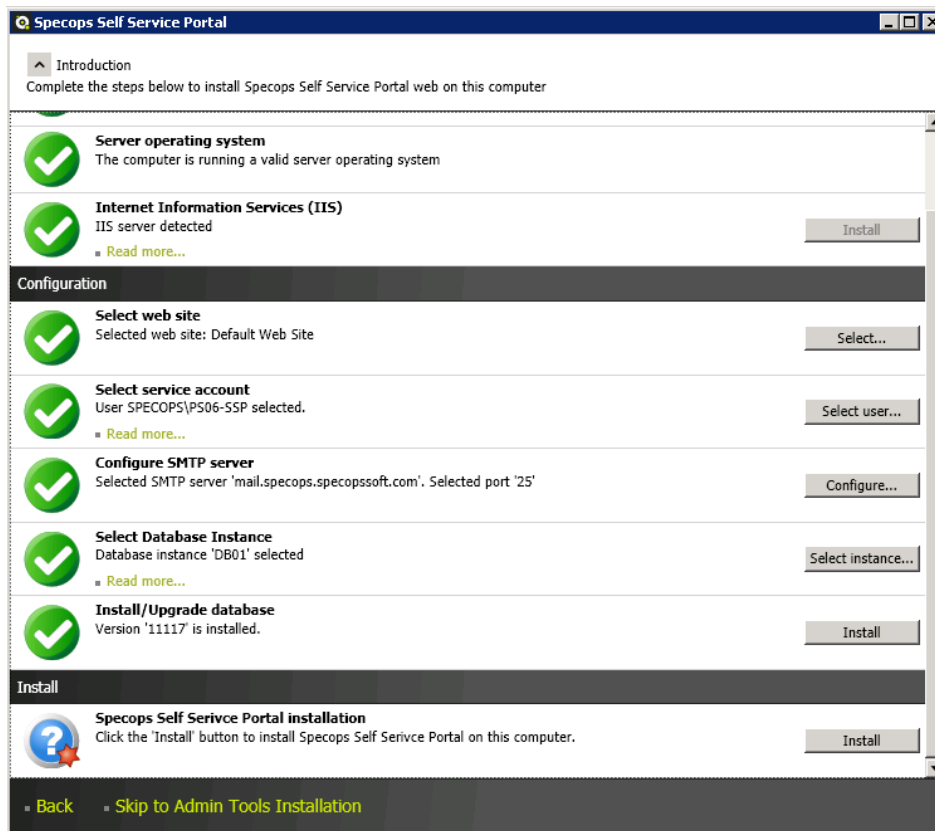 Specops Self Service Portal
Introduction
Complete the steps below to install Specops Self Service Portal web on this computer
Server operating system
The computer is running a valid server operating system
Internet Information Services (IIS)
IIS server detected
Install
Read more...
Configuration
Select web site
Selected web site: Default Web Site
Select...
Select service account
User SPECOPS\PS06-SSP selected.
Select user...
Read more...
Configure SMTP server
Selected SMTP server 'mail.specops.specopssoft.com'. Selected port '25'
Configure...
Select Database Instance
Database instance 'DB01' selected
Select instance...
Read more...
Install/Upgrade database
Version '11117' is installed.
Install
Install
Specops Self Serivce Portal installation
Click the 'Install' button to install Specops Self Serivce Portal on this computer.
Install
Back
Skip to Admin Tools Installation